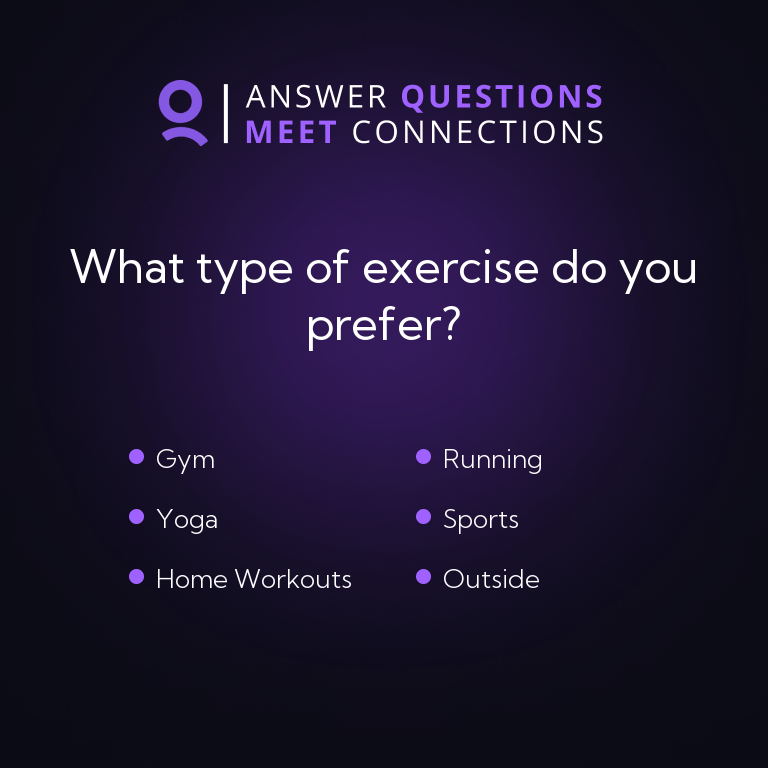 ANSWER QUESTIONS
MEET CONNECTIONS
What type of exercise do you
prefer?
Gym
Yoga
Home Workouts
Running
Sports
Outside